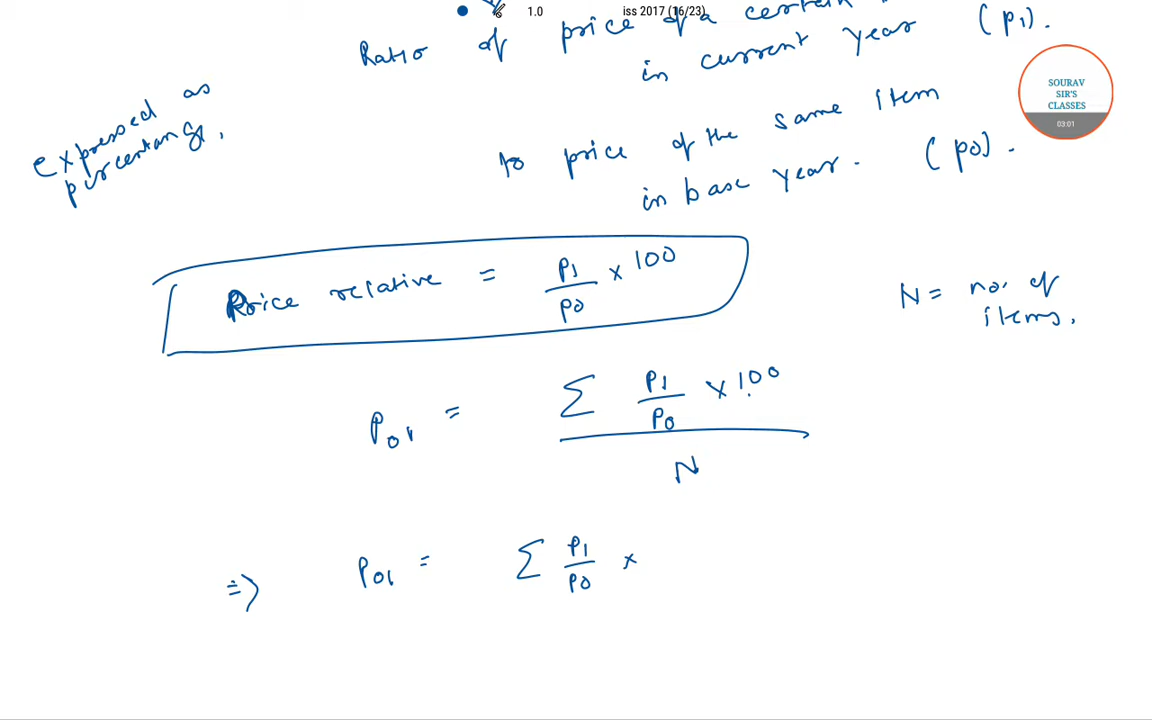 1.0 iss 2017 (16/23)
Ratio of price of a certain
in current year (p1).
SOURAV
SIR'S
CLASSES
03:01
expressed as
percentage,
to price of the same item
in base year. (p0).
Price relative = p1/p0 × 100
N = no. of
items.
P01 = Σ p1/p0 × 100
N
⇒ P01 = Σ p1/p0 ×